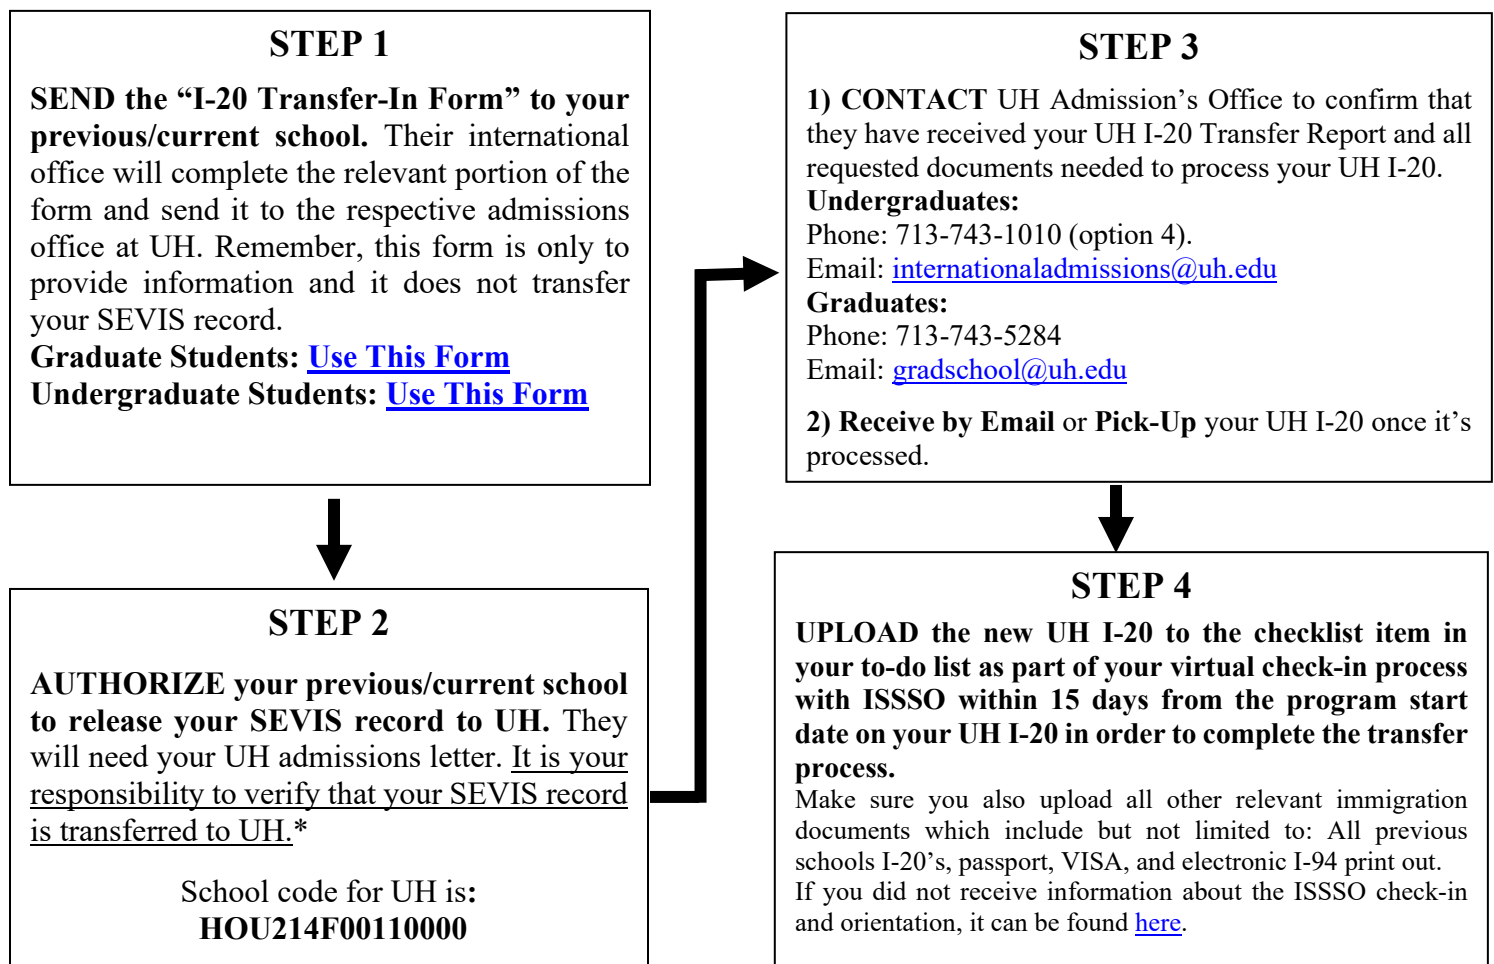 STEP 1
SEND the “I-20 Transfer-In Form” to your
previous/current school. Their international
office will complete the relevant portion of the
form and send it to the respective admissions
office at UH. Remember, this form is only to
provide information and it does not transfer
your SEVIS record.
Graduate Students: Use This Form
Undergraduate Students: Use This Form
STEP 2
AUTHORIZE your previous/current school
to release your SEVIS record to UH. They
will need your UH admissions letter. It is your
responsibility to verify that your SEVIS record
is transferred to UH.*
School code for UH is:
HOU214F00110000
STEP 3
1) CONTACT UH Admission’s Office to confirm that
they have received your UH I-20 Transfer Report and all
requested documents needed to process your UH I-20.
Undergraduates:
Phone: 713-743-1010 (option 4).
Email: internationaladmissions@uh.edu
Graduates:
Phone: 713-743-5284
Email: gradschool@uh.edu
2) Receive by Email or Pick-Up your UH I-20 once it’s
processed.
STEP 4
UPLOAD the new UH I-20 to the checklist item in
your to-do list as part of your virtual check-in process
with ISSSO within 15 days from the program start
date on your UH I-20 in order to complete the transfer
process.
Make sure you also upload all other relevant immigration
documents which include but not limited to: All previous
schools I-20’s, passport, VISA, and electronic I-94 print out.
If you did not receive information about the ISSSO check-in
and orientation, it can be found here.